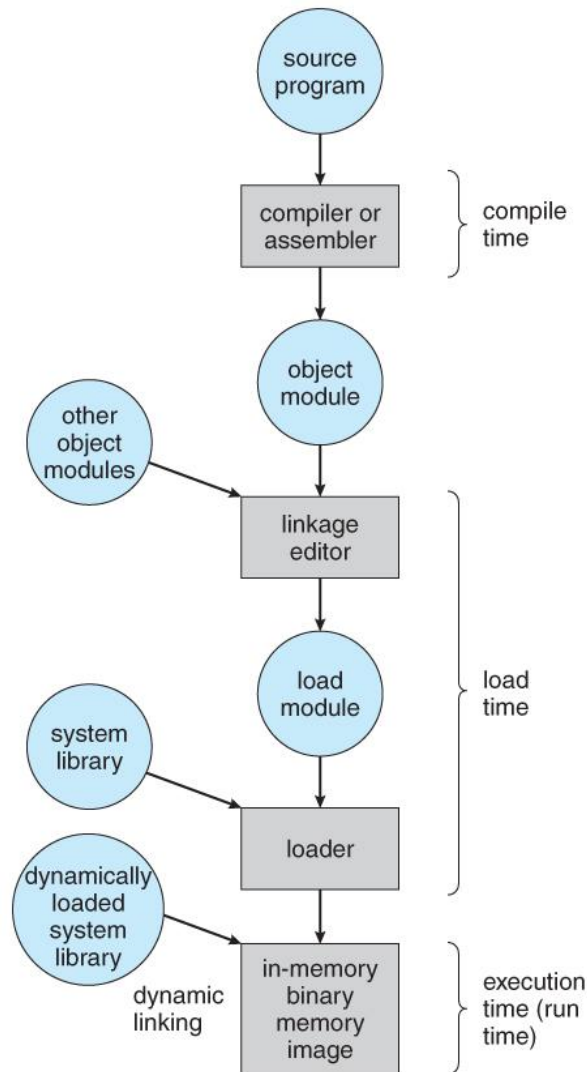 source
program
compiler or
assembler
compile
time
object
module
other
object
modules
linkage
editor
load
module
load
time
system
library
loader
dynamically
loaded
system
library
dynamic
linking
in-memory
binary
memory
image
execution
time (run
time)